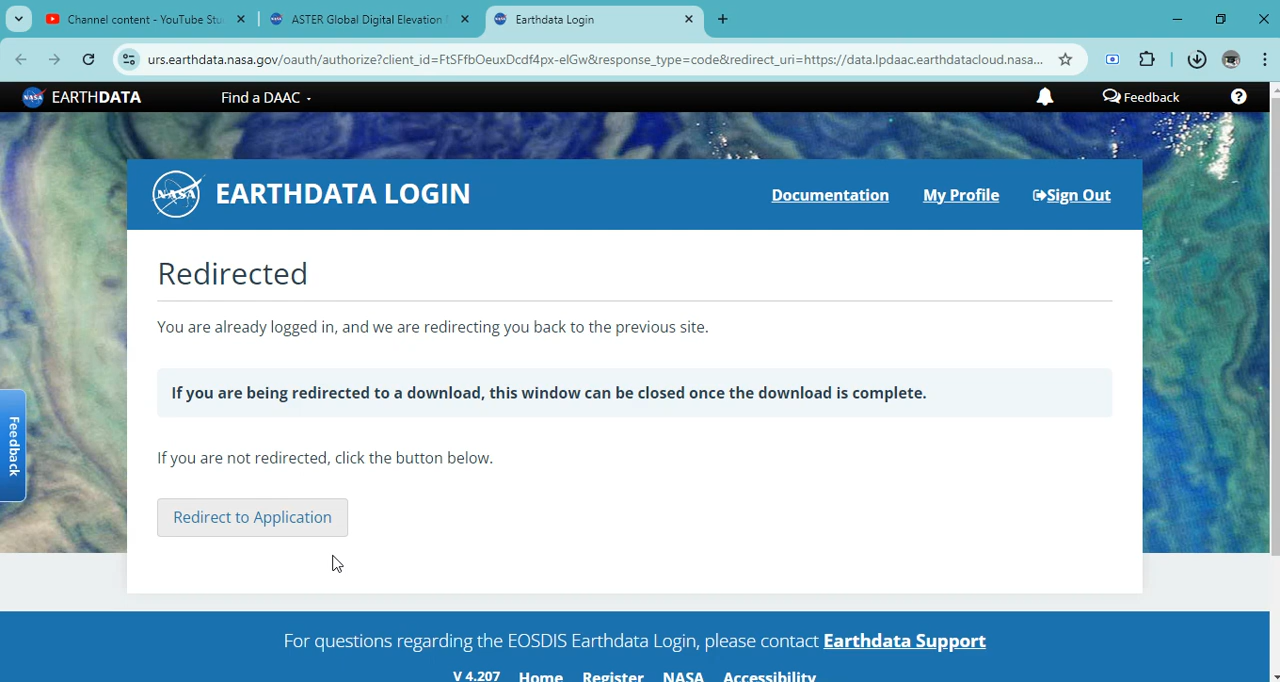 Channel content - YouTube Stu
ASTER Global Digital Elevation
Earthdata Login
urs.earthdata.nasa.gov/oauth/authorize?client_id=FtSFfbOeuxDcdf4px-elGw&response_type=code&redirect_uri=https://data.lpdaac.earthdatacloud.nasa...
NASA EARTHDATA
Find a DAAC
Feedback
?
NASA EARTHDATA LOGIN
Documentation
My Profile
Sign Out
Redirected
You are already logged in, and we are redirecting you back to the previous site.
If you are being redirected to a download, this window can be closed once the download is complete.
Feedback
If you are not redirected, click the button below.
Redirect to Application
For questions regarding the EOSDIS Earthdata Login, please contact Earthdata Support
V 4.207 Home Register NASA Accessibility